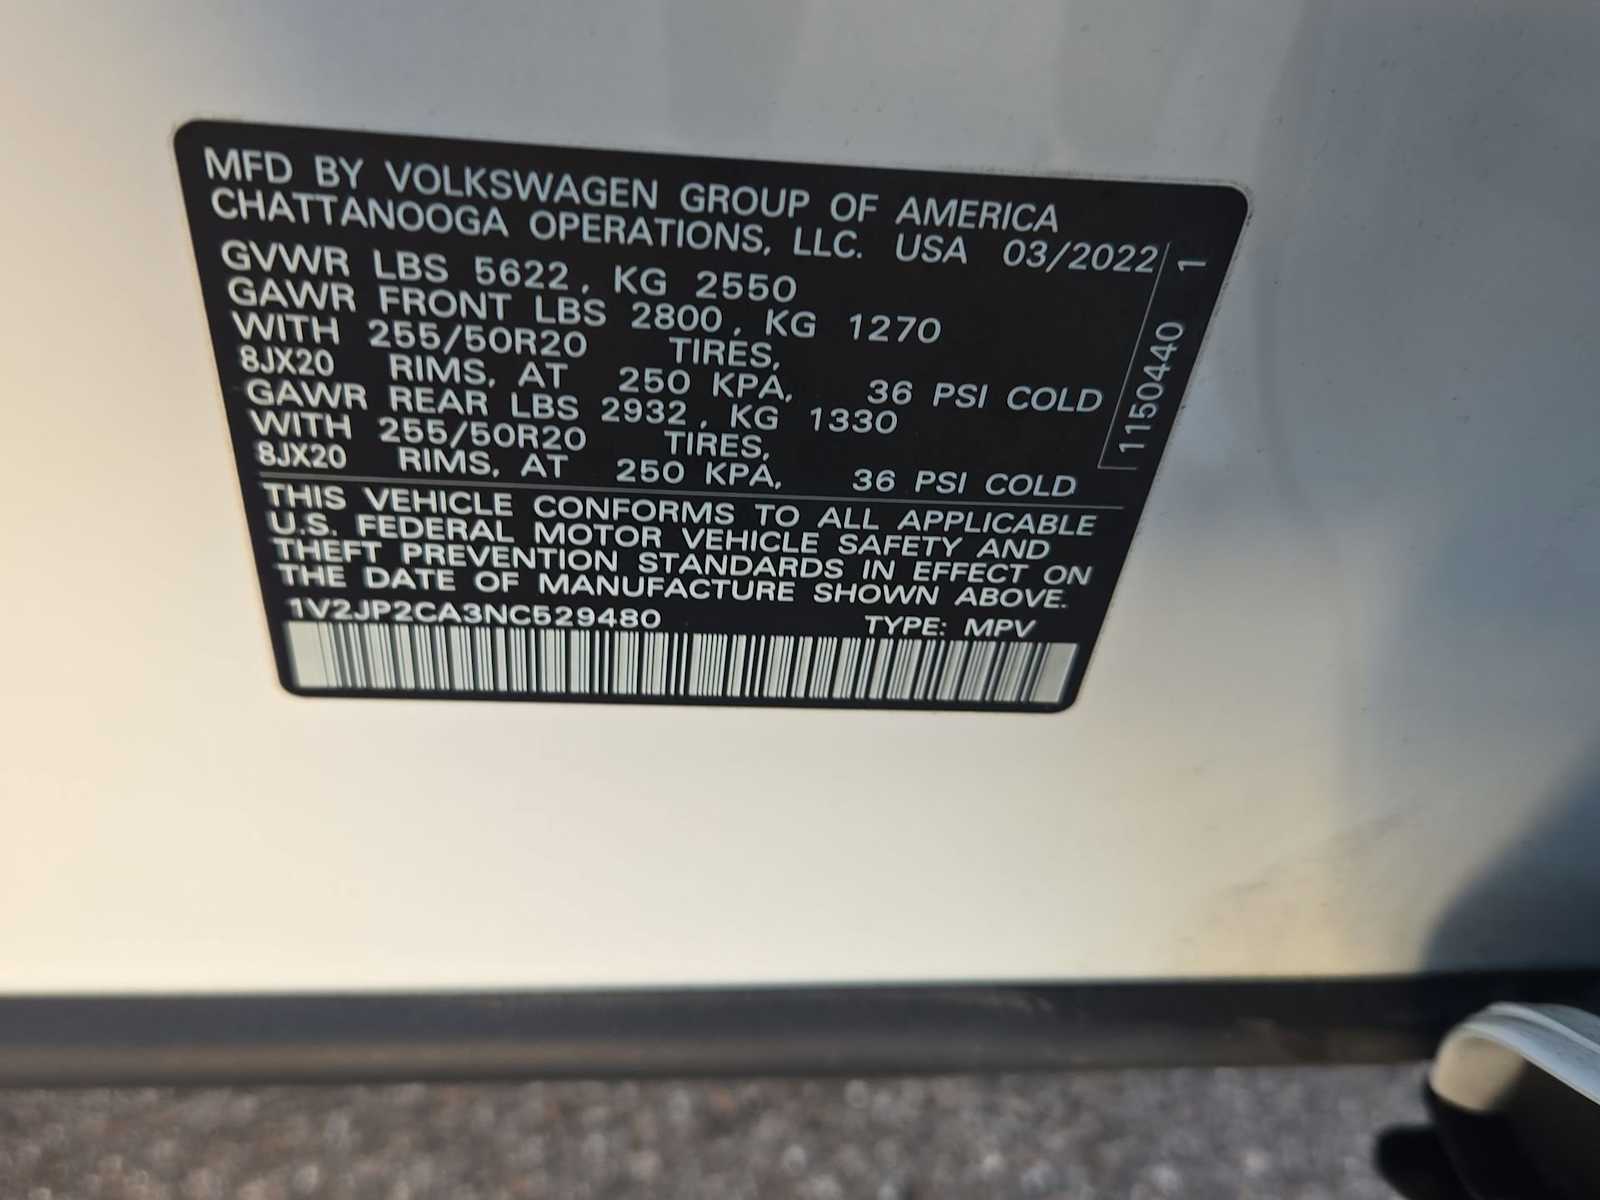 MFD BY VOLKSWAGEN GROUP OF AMERICA
CHATTANOOGA OPERATIONS, LLC. USA 03/2022
GVWR LBS 5622, KG 2550
GAWR FRONT LBS 2800, KG 1270
WITH 255/50R20 TIRES,
8JX20 RIMS, AT 250 KPA, 36 PSI COLD
GAWR REAR LBS 2932, KG 1330
WITH 255/50R20 TIRES,
8JX20 RIMS, AT 250 KPA, 36 PSI COLD
1150440 1
THIS VEHICLE CONFORMS TO ALL APPLICABLE
U.S. FEDERAL MOTOR VEHICLE SAFETY AND
THEFT PREVENTION STANDARDS IN EFFECT ON
THE DATE OF MANUFACTURE SHOWN ABOVE.
1V2JP2CA3NC529480 TYPE: MPV